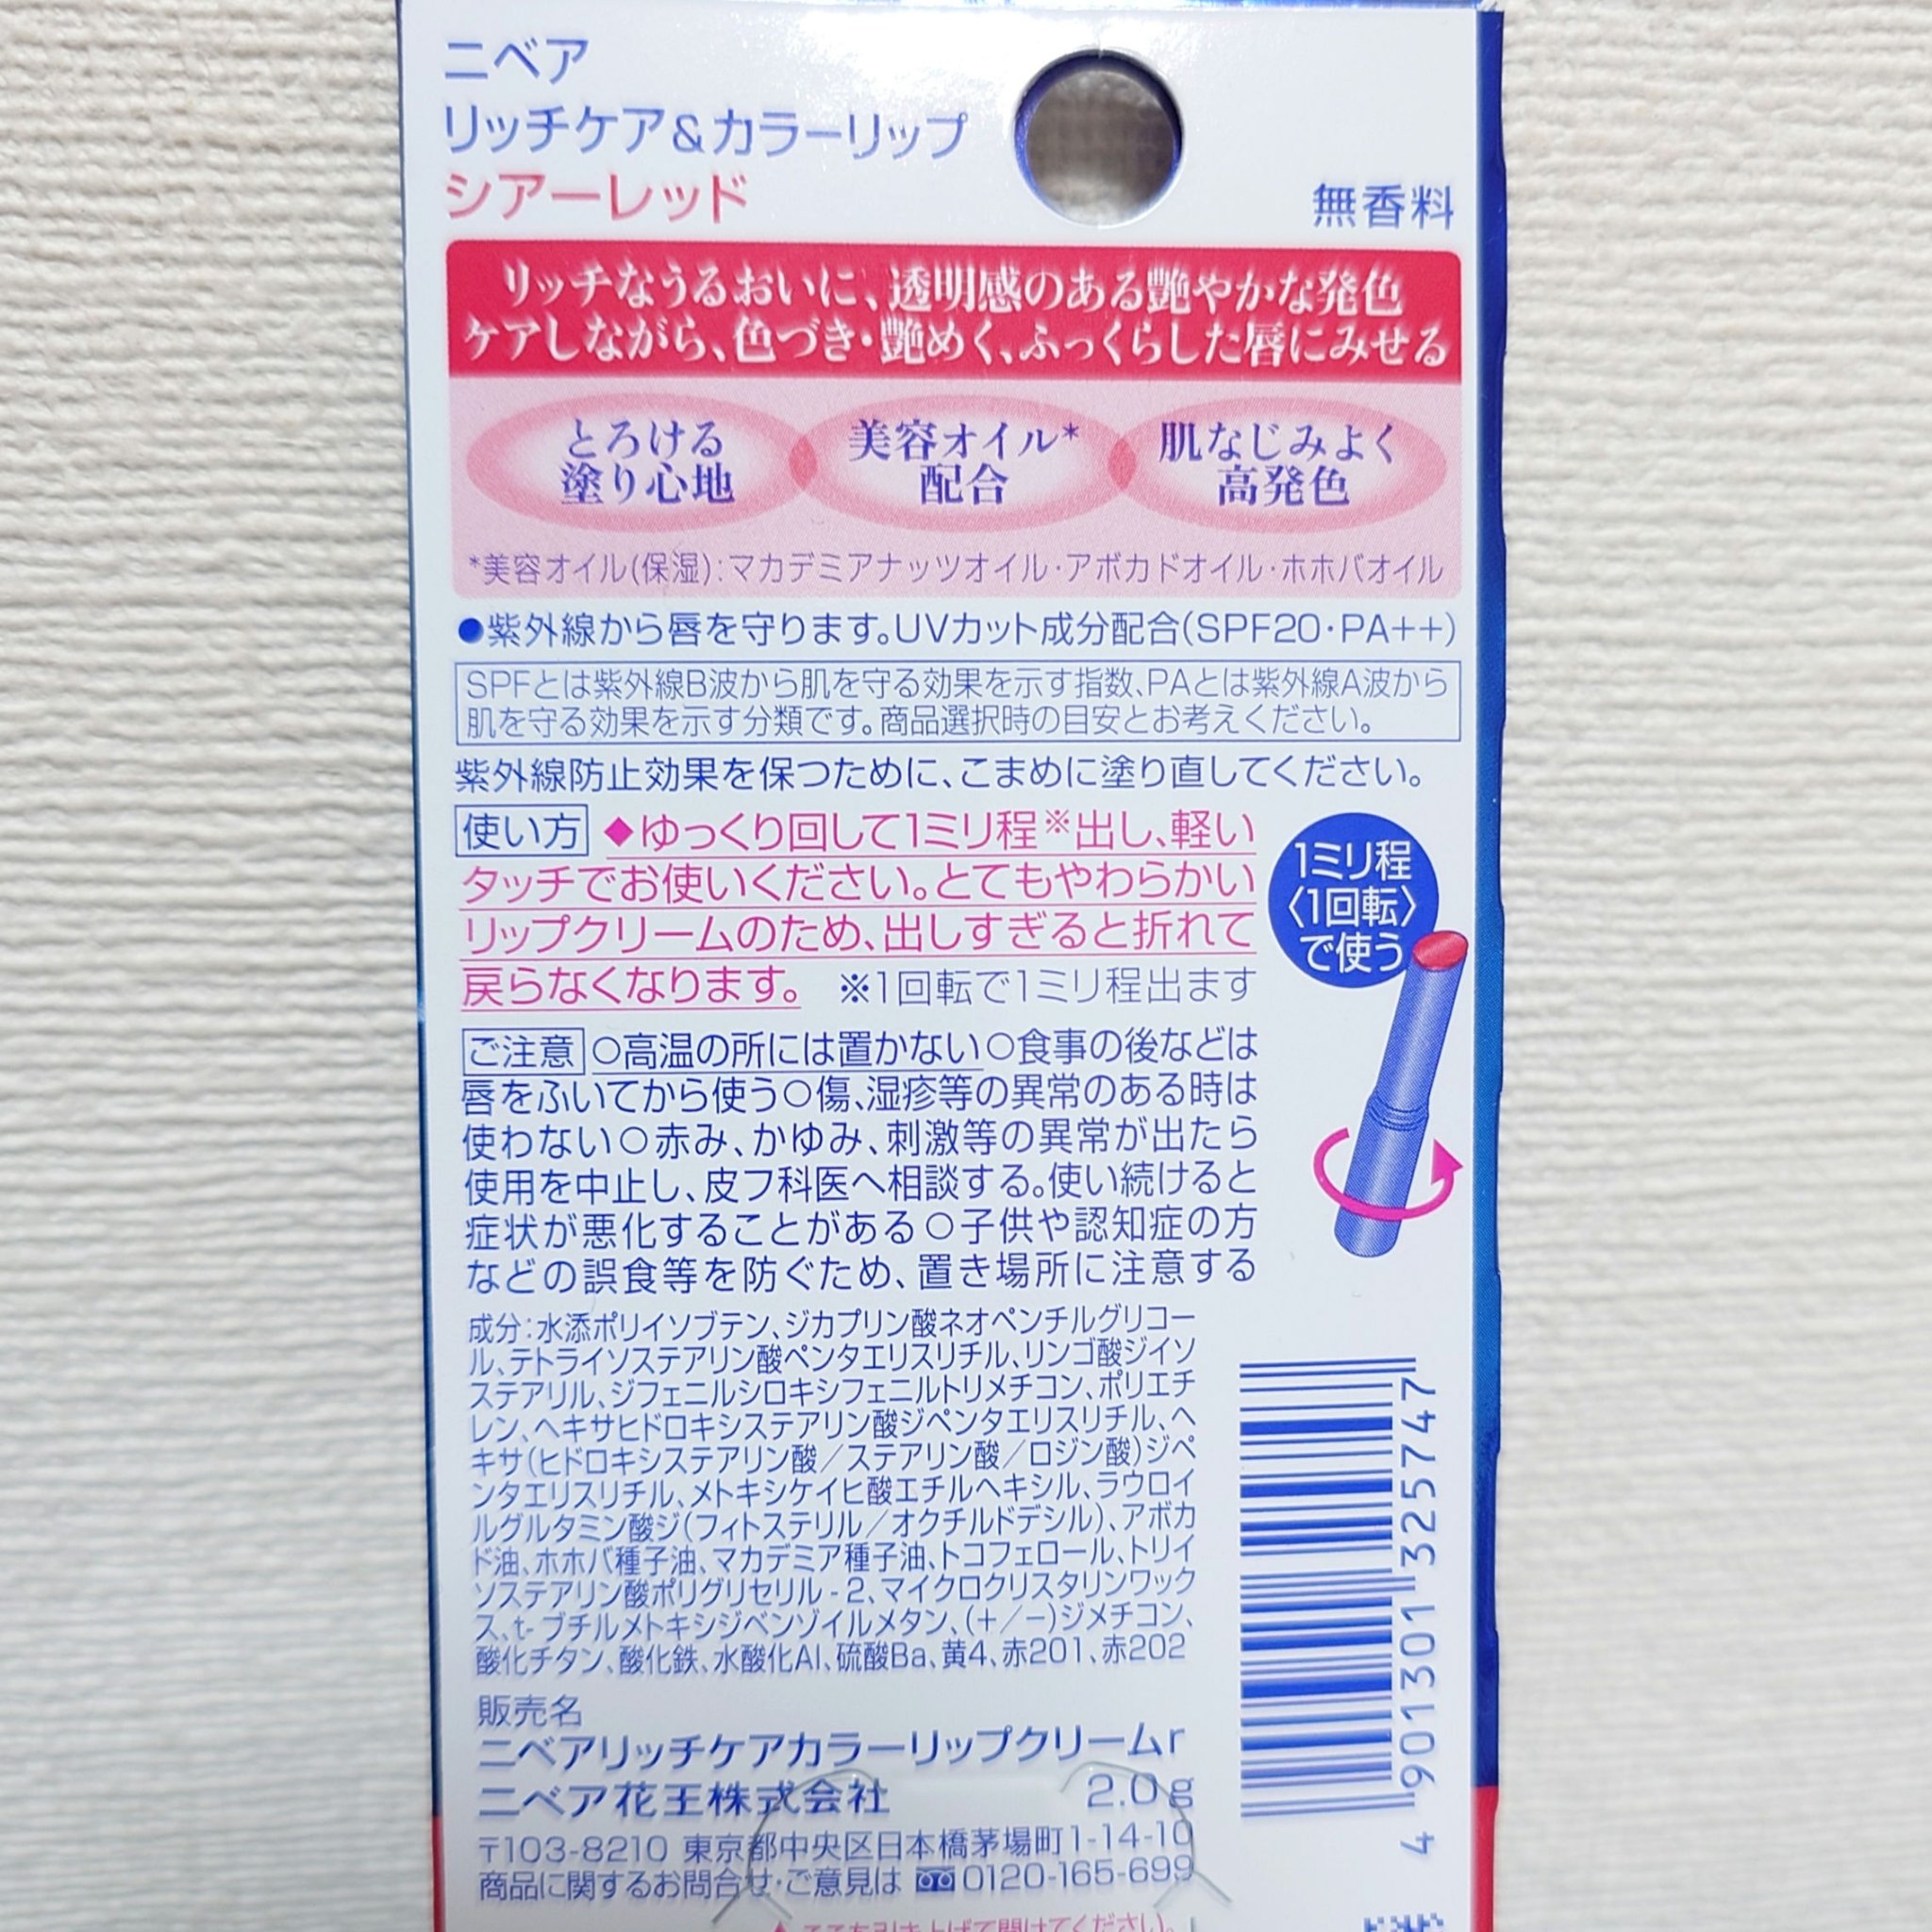 ニベア
リッチケア&カラーリップ
シアーレッド
無香料
リッチなうるおいに、透明感のある艶やかな発色
ケアしながら、色づき・艶めく、ふっくらした唇にみせる
とろける
塗り心地
美容オイル*
配合
肌なじみよく
高発色
*美容オイル(保湿):マカデミアナッツオイル・アボカドオイル・ホホバオイル
●紫外線から唇を守ります。UVカット成分配合(SPF20・PA++)
SPFとは紫外線B波から肌を守る効果を示す指数、PAとは紫外線A波から
肌を守る効果を示す分類です。商品選択時の目安とお考えください。
紫外線防止効果を保つために、こまめに塗り直してください。
使い方 ◆ゆっくり回して1ミリ程※出し、軽い
タッチでお使いください。とてもやわらかい
リップクリームのため、出しすぎると折れて
戻らなくなります。 ※1回転で1ミリ程出ます
1ミリ程
〈1回転〉
で使う
ご注意 ○高温の所には置かない○食事の後などは
唇をふいてから使う○傷、湿疹等の異常のある時は
使わない○赤み、かゆみ、刺激等の異常が出たら
使用を中止し、皮フ科医へ相談する。使い続けると
症状が悪化することがある○子供や認知症の方
などの誤食等を防ぐため、置き場所に注意する
成分:水添ポリイソブテン、ジカプリン酸ネオペンチルグリコー
ル、テトライソステアリン酸ペンタエリスリチル、リンゴ酸ジイソ
ステアリル、ジフェニルシロキシフェニルトリメチコン、ポリエチ
レン、ヘキサヒドロキシステアリン酸ジペンタエリスリチル、ヘ
キサ(ヒドロキシステアリン酸/ステアリン酸/ロジン酸)ジペ
ンタエリスリチル、メトキシケイヒ酸エチルヘキシル、ラウロイ
ルグルタミン酸ジ(フィトステリル/オクチルドデシル)、アボカ
ド油、ホホバ種子油、マカデミア種子油、トコフェロール、トリイ
ソステアリン酸ポリグリセリル-2、マイクロクリスタリンワック
ス、t-ブチルメトキシジベンゾイルメタン、(+/-)ジメチコン、
酸化チタン、酸化鉄、水酸化Al、硫酸Ba、黄4、赤201、赤202
販売名
ニベアリッチケアカラーリップクリームr
ニベア花王株式会社 2.0g
〒103-8210 東京都中央区日本橋茅場町1-14-10
商品に関するお問合せ・ご意見は 0120-165-699
▲ここを引き上げて開けてください。
4 901301 325747